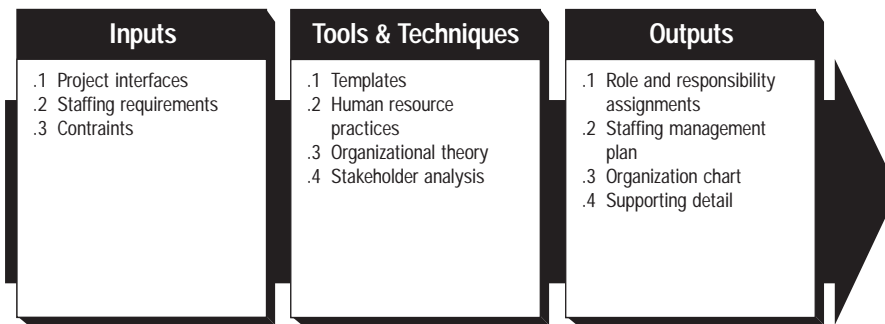 Inputs
.1 Project interfaces
.2 Staffing requirements
.3 Contraints
Tools & Techniques
.1 Templates
.2 Human resource
practices
.3 Organizational theory
.4 Stakeholder analysis
Outputs
.1 Role and responsibility
assignments
.2 Staffing management
plan
.3 Organization chart
.4 Supporting detail